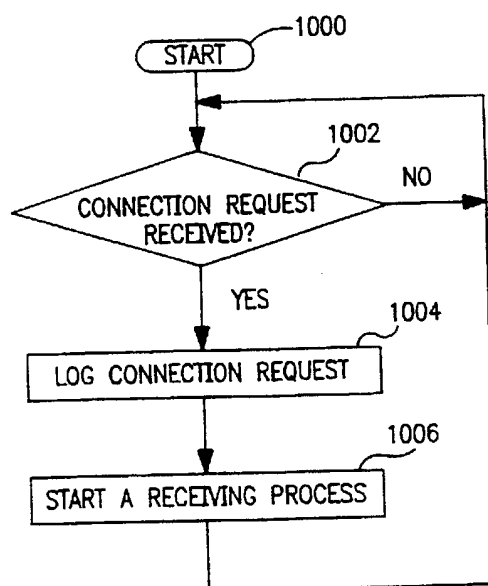 1000
START
1002
NO
CONNECTION REQUEST
RECEIVED?
YES
1004
LOG CONNECTION REQUEST
1006
START A RECEIVING PROCESS